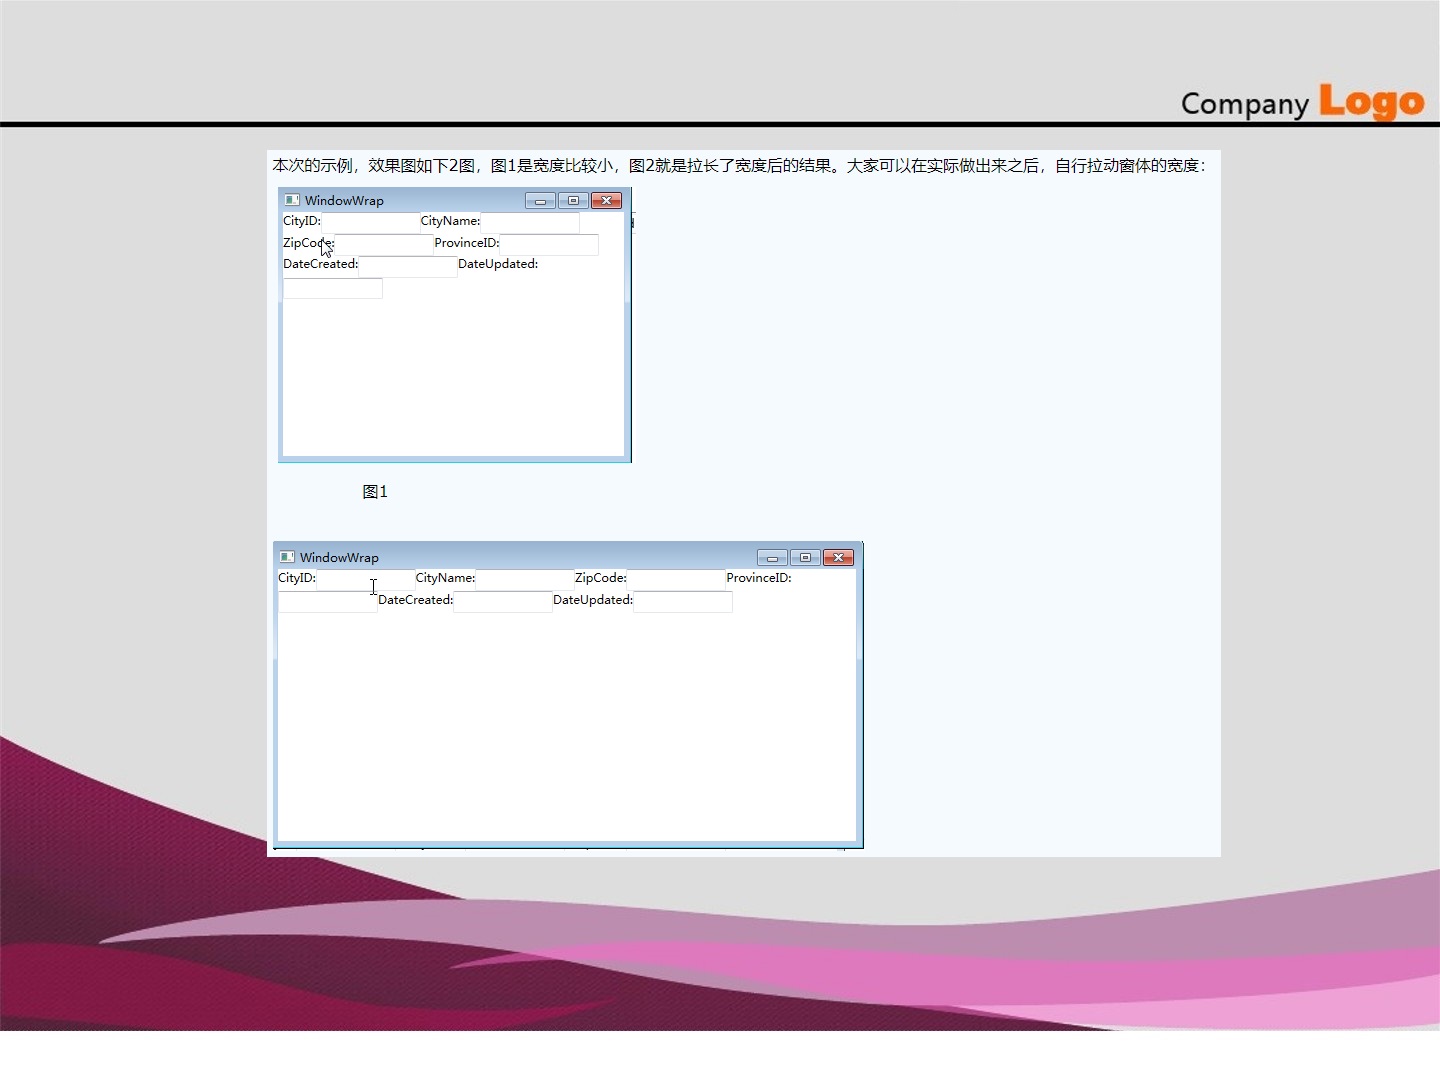 Company Logo
本次的示例，效果图如下2图，图1是宽度比较小，图2就是拉长了宽度后的结果。大家可以在实际做出来之后，自行拉动窗体的宽度：
WindowWrap
CityID: CityName:
ZipCode: ProvinceID:
DateCreated: DateUpdated:
图1
WindowWrap
CityID: CityName: ZipCode: ProvinceID:
DateCreated: DateUpdated: